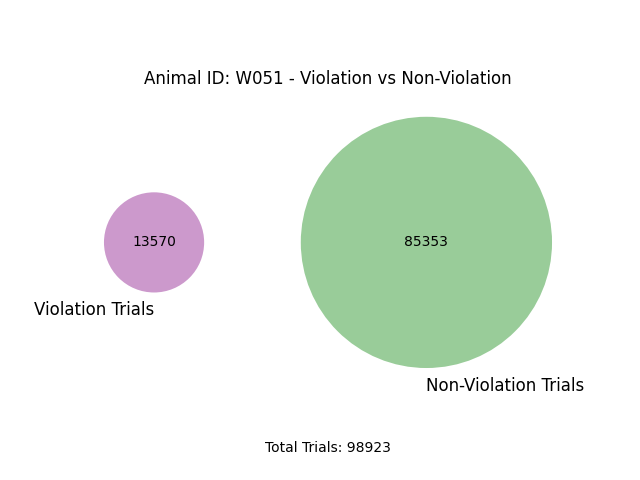 Animal ID: W051 - Violation vs Non-Violation
13570
85353
Violation Trials
Non-Violation Trials
Total Trials: 98923